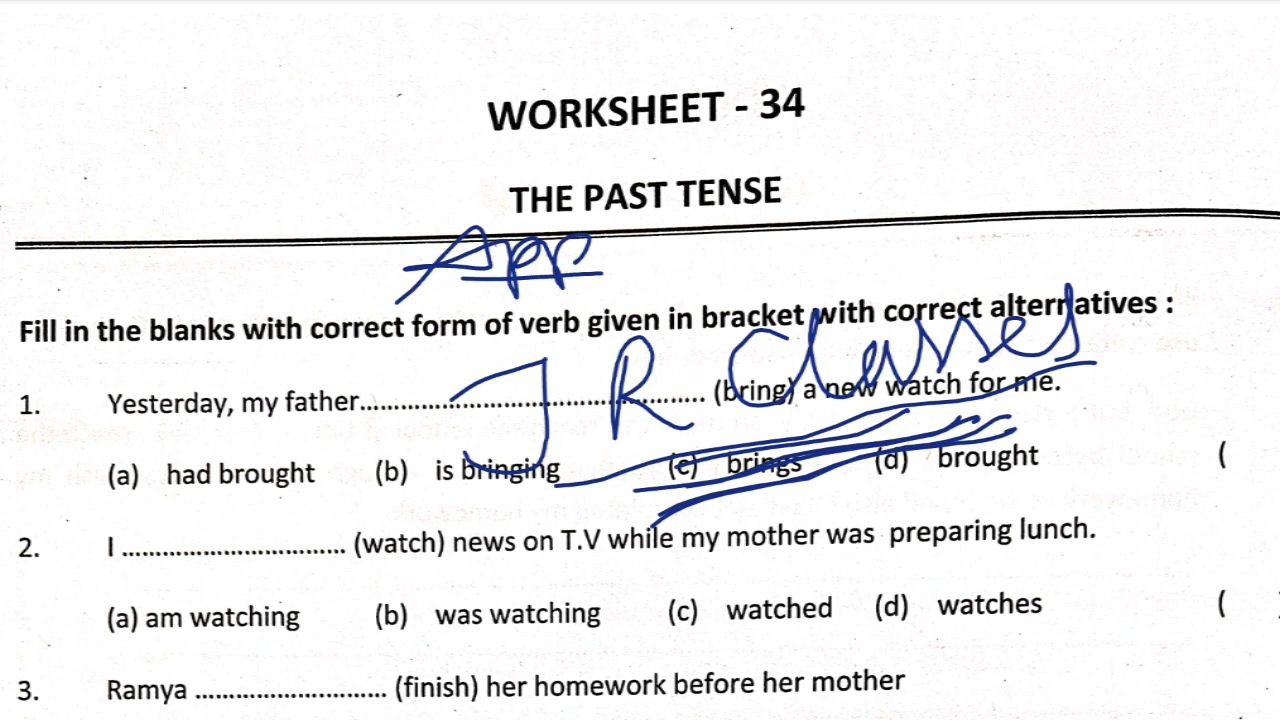 WORKSHEET - 34
THE PAST TENSE
App
Fill in the blanks with correct form of verb given in bracket with correct alternatives :
J R Classes
1. Yesterday, my father.................................................... (bring) a new watch for me.
(a) had brought (b) is bringing (c) brings (d) brought (
2. I ................................. (watch) news on T.V while my mother was preparing lunch.
(a) am watching (b) was watching (c) watched (d) watches (
3. Ramya ............................ (finish) her homework before her mother